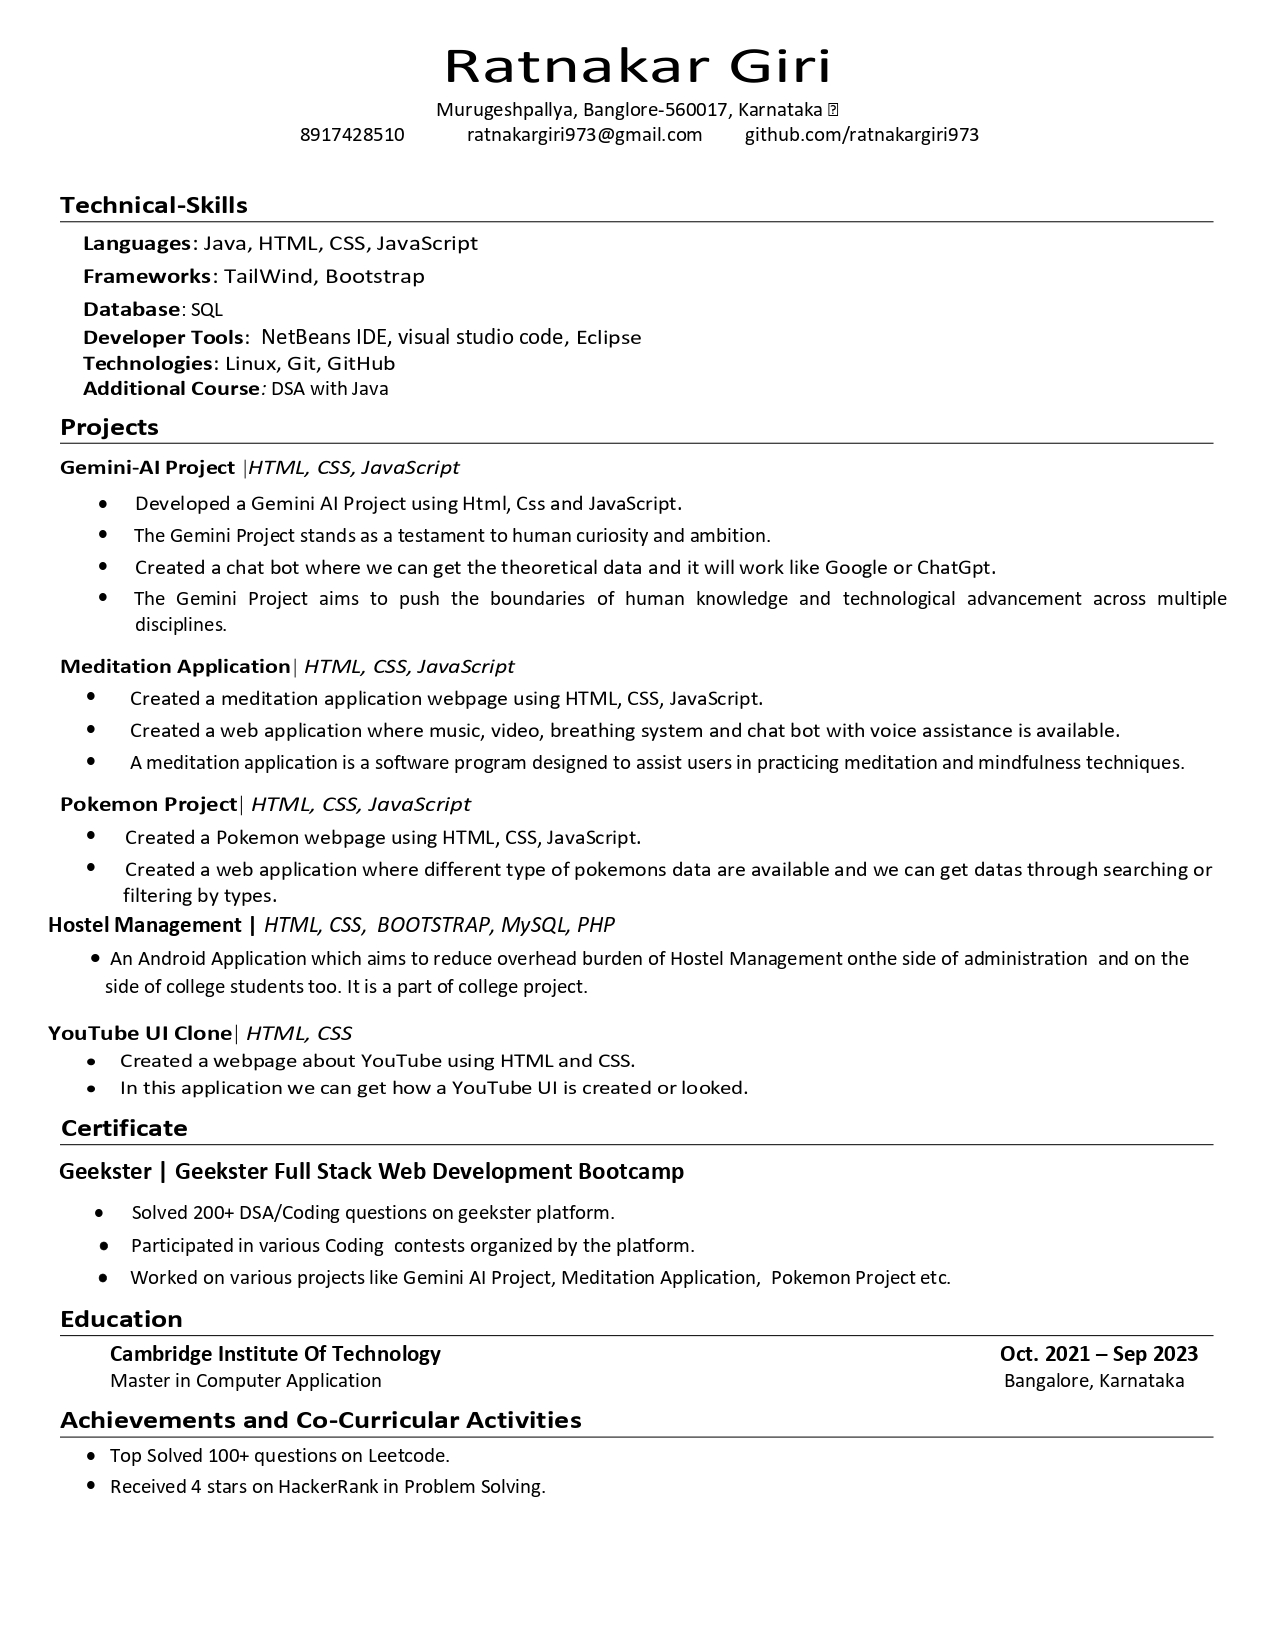 Ratnakar Giri
Murugeshpallya, Banglore-560017, Karnataka
8917428510 ratnakargiri973@gmail.com github.com/ratnakargiri973
Technical-Skills
Languages: Java, HTML, CSS, JavaScript
Frameworks: TailWind, Bootstrap
Database: SQL
Developer Tools: NetBeans IDE, visual studio code, Eclipse
Technologies: Linux, Git, GitHub
Additional Course: DSA with Java
Projects
Gemini-AI Project |HTML, CSS, JavaScript
• Developed a Gemini AI Project using Html, Css and JavaScript.
• The Gemini Project stands as a testament to human curiosity and ambition.
• Created a chat bot where we can get the theoretical data and it will work like Google or ChatGpt.
• The Gemini Project aims to push the boundaries of human knowledge and technological advancement across multiple
disciplines.
Meditation Application| HTML, CSS, JavaScript
• Created a meditation application webpage using HTML, CSS, JavaScript.
• Created a web application where music, video, breathing system and chat bot with voice assistance is available.
• A meditation application is a software program designed to assist users in practicing meditation and mindfulness techniques.
Pokemon Project| HTML, CSS, JavaScript
• Created a Pokemon webpage using HTML, CSS, JavaScript.
• Created a web application where different type of pokemons data are available and we can get datas through searching or
filtering by types.
Hostel Management | HTML, CSS, BOOTSTRAP, MySQL, PHP
• An Android Application which aims to reduce overhead burden of Hostel Management onthe side of administration and on the
side of college students too. It is a part of college project.
YouTube UI Clone| HTML, CSS
• Created a webpage about YouTube using HTML and CSS.
• In this application we can get how a YouTube UI is created or looked.
Certificate
Geekster | Geekster Full Stack Web Development Bootcamp
• Solved 200+ DSA/Coding questions on geekster platform.
• Participated in various Coding contests organized by the platform.
• Worked on various projects like Gemini AI Project, Meditation Application, Pokemon Project etc.
Education
Cambridge Institute Of Technology Oct. 2021 – Sep 2023
Master in Computer Application Bangalore, Karnataka
Achievements and Co-Curricular Activities
• Top Solved 100+ questions on Leetcode.
• Received 4 stars on HackerRank in Problem Solving.